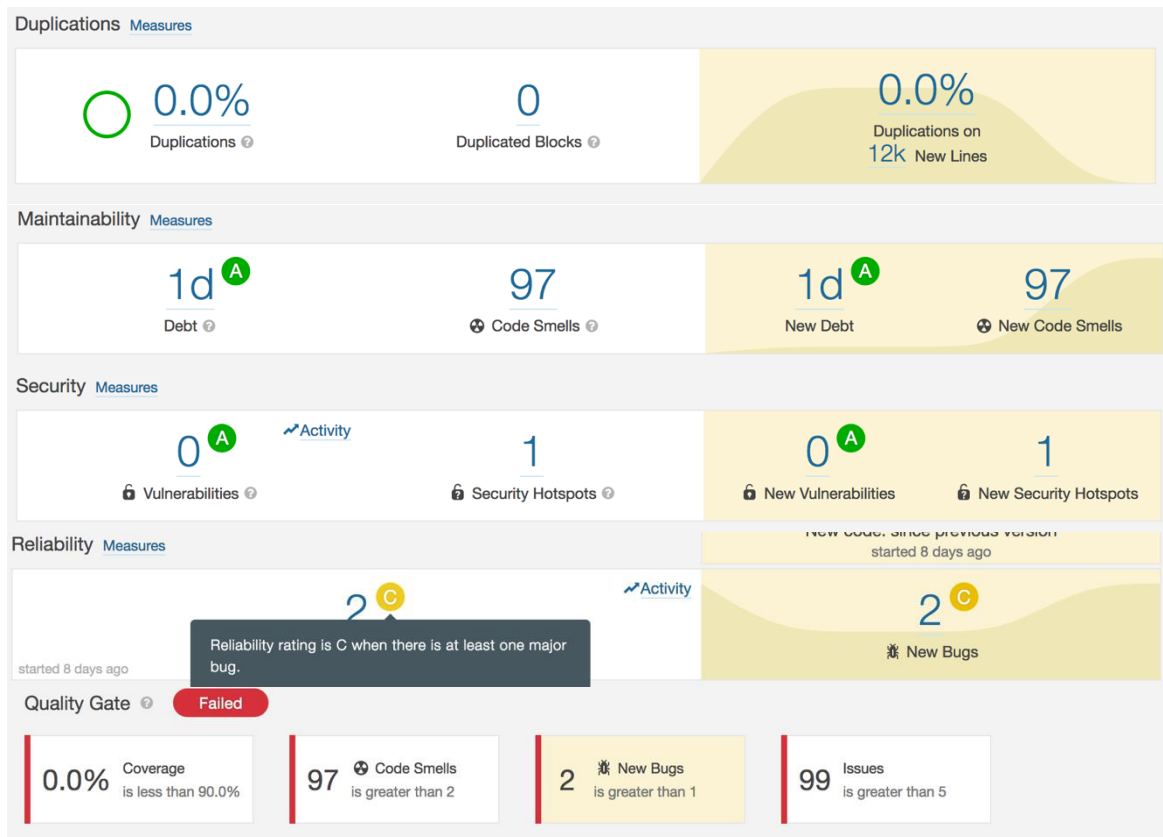 Duplications Measures
0.0%
Duplications ?
0
Duplicated Blocks ?
0.0%
Duplications on
12k New Lines
Maintainability Measures
1d A
Debt ?
97
Code Smells ?
1d A
New Debt
97
New Code Smells
Security Measures
0 A
Vulnerabilities ?
Activity
1
Security Hotspots ?
0 A
New Vulnerabilities
1
New Security Hotspots
Reliability Measures
New code: since previous version
started 8 days ago
2 C
Activity
Reliability rating is C when there is at least one major
bug.
started 8 days ago
2 C
New Bugs
Quality Gate ? Failed
0.0% Coverage
is less than 90.0%
97 Code Smells
is greater than 2
2 New Bugs
is greater than 1
99 Issues
is greater than 5